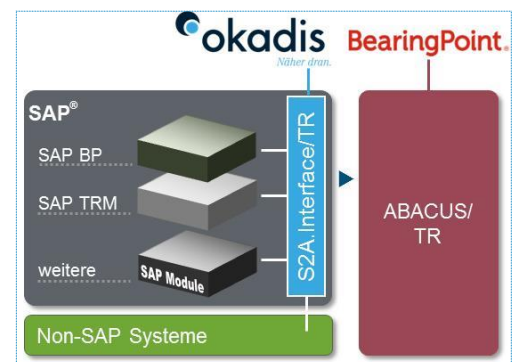 okadis
Näher dran.
BearingPoint®
SAP®
SAP BP
SAP TRM
weitere
SAP Module
S2A.Interface/TR
ABACUS/
TR
Non-SAP Systeme